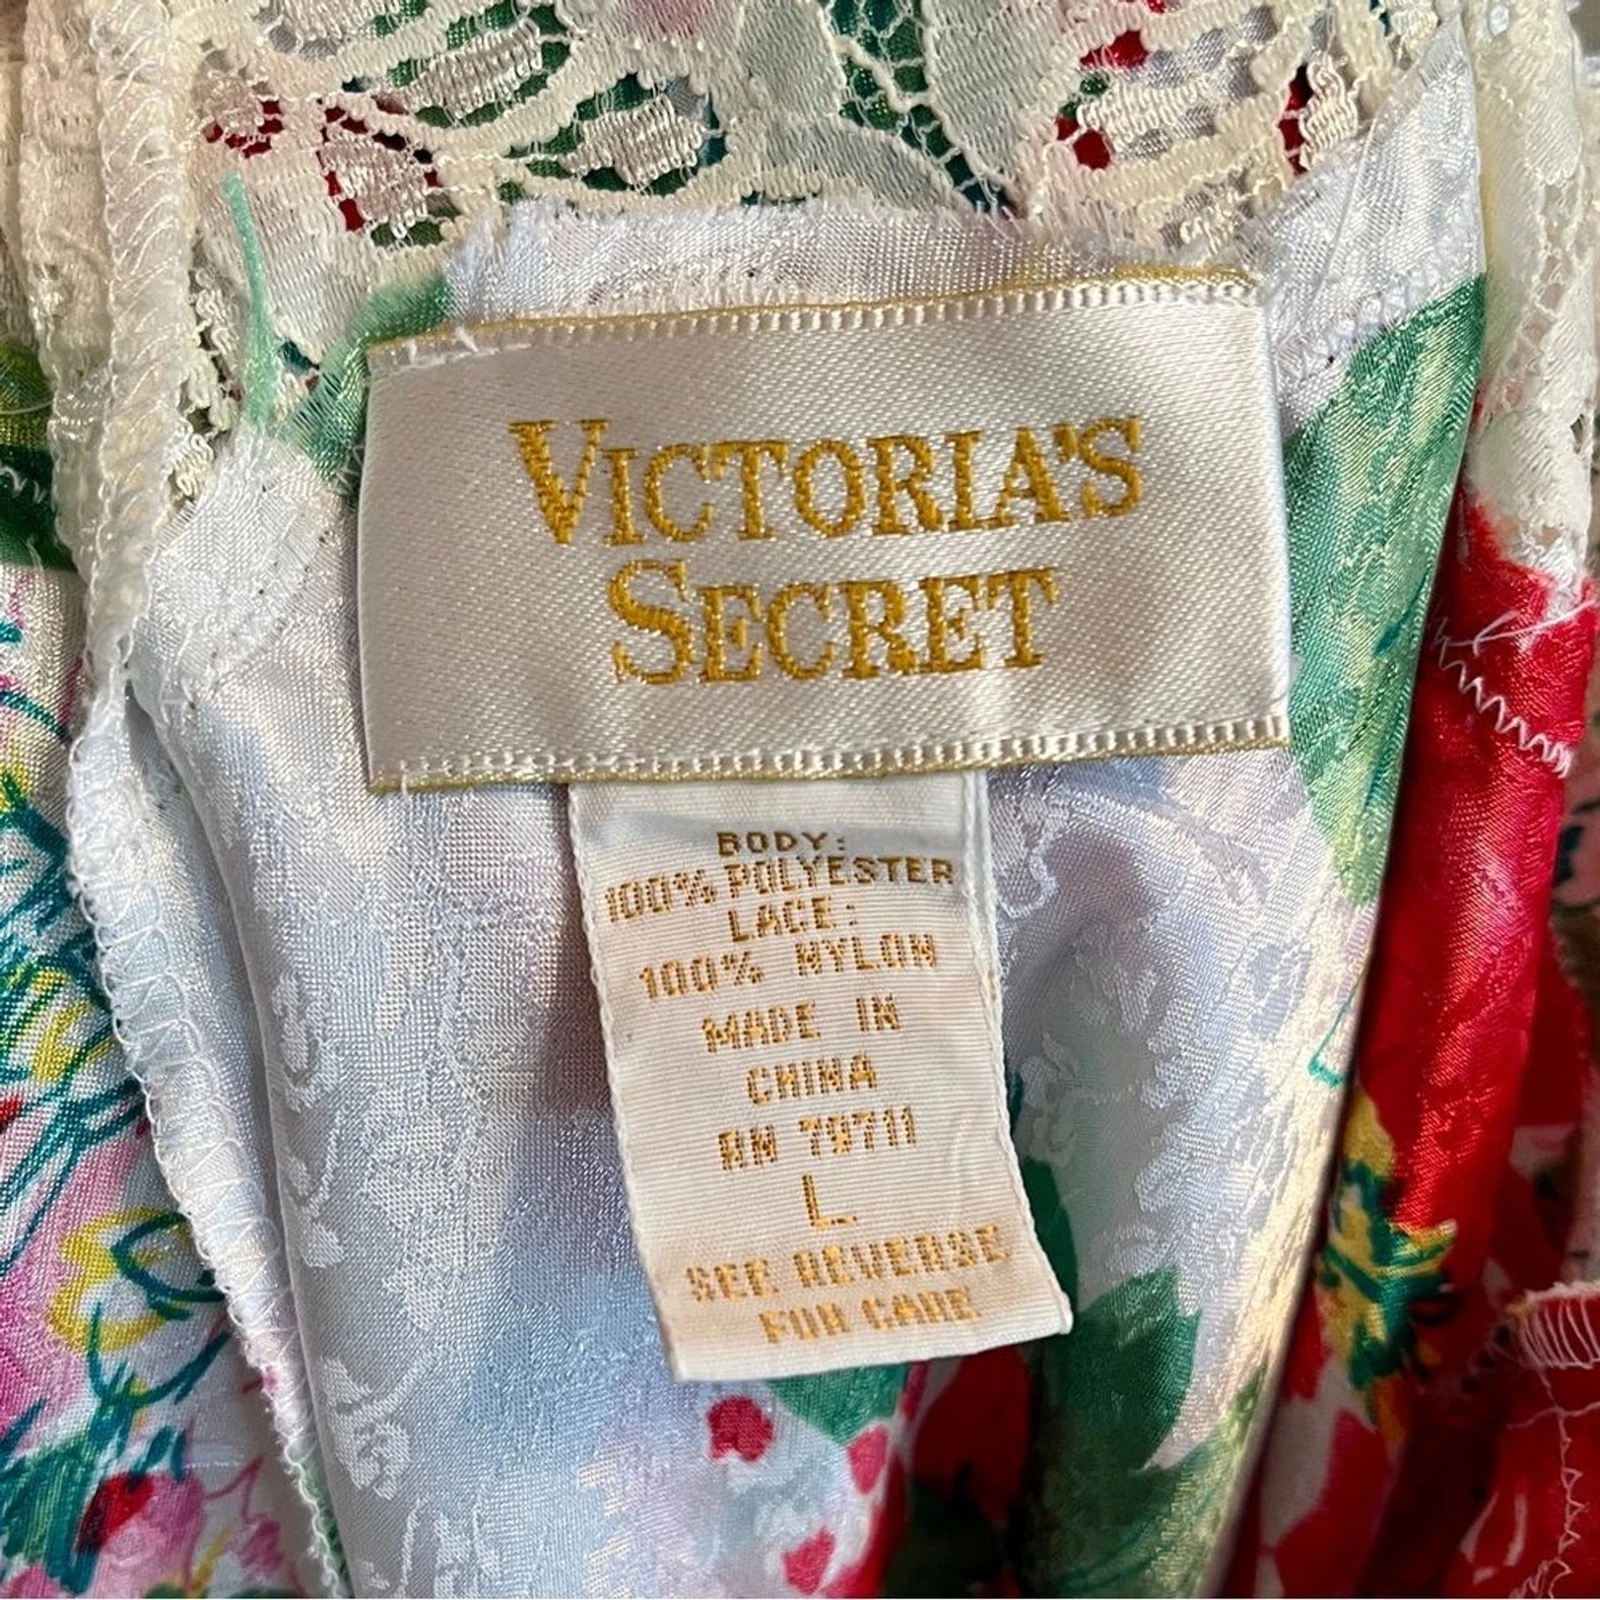 VICTORIA'S
SECRET
BODY:
100% POLYESTER
LACE:
100% NYLON
MADE IN
CHINA
RN 79711
L
SEE REVERSE
FOR CARE